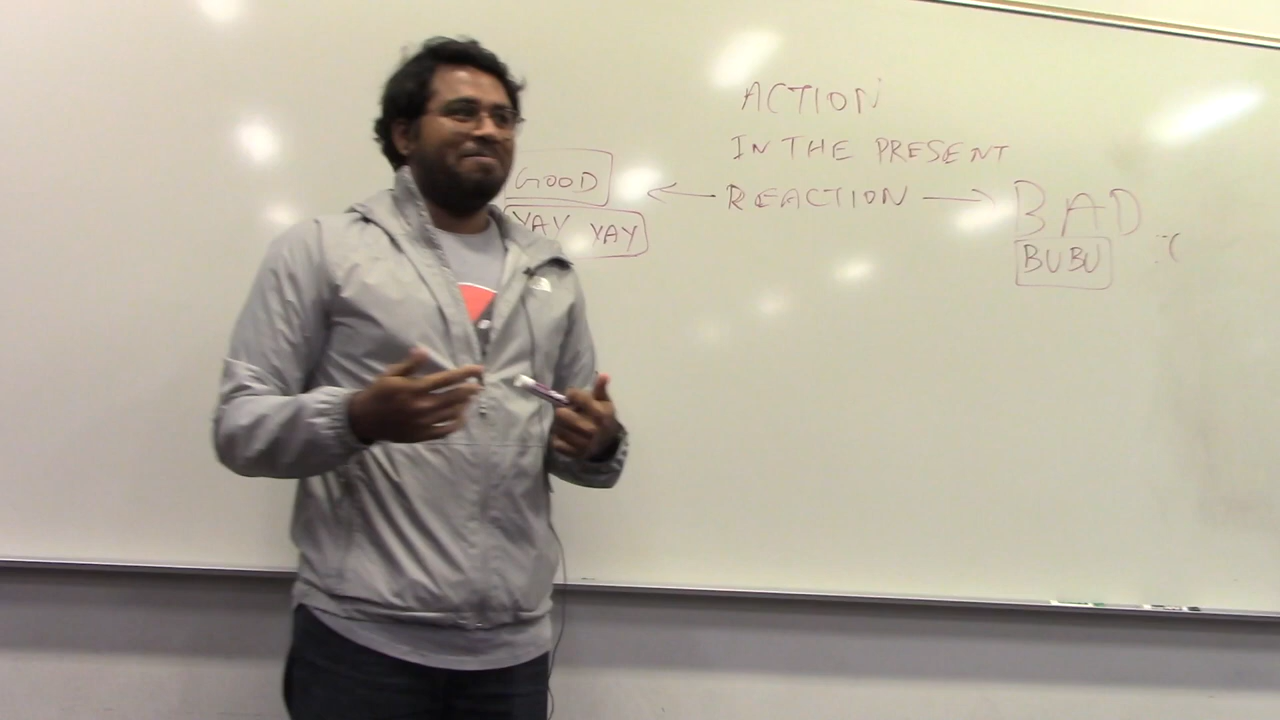 ACTION
IN THE PRESENT
GOOD ← REACTION → BAD
YAY YAY
BUBU :(